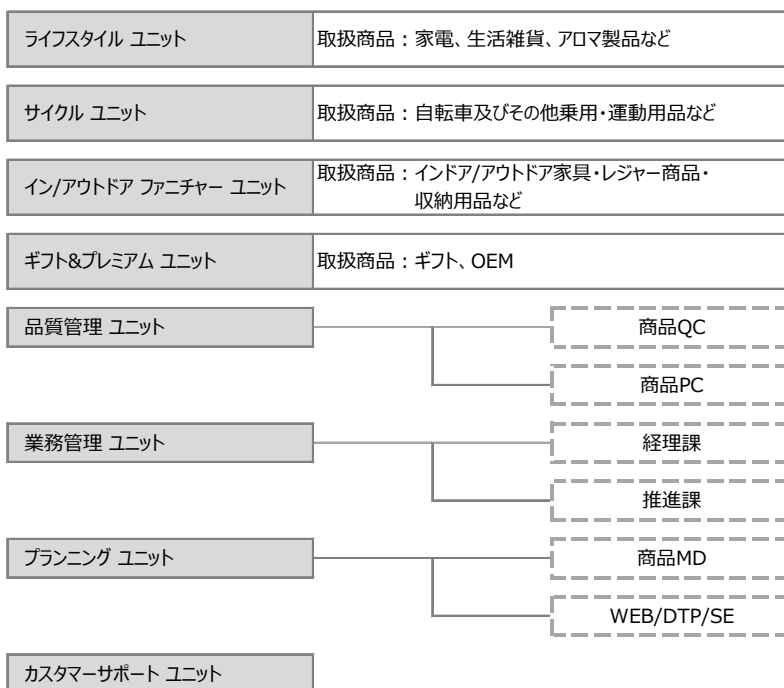 ライフスタイル ユニット
取扱商品：家電、生活雑貨、アロマ製品など
サイクル ユニット
取扱商品：自転車及びその他乗用・運動用品など
イン/アウトドア ファニチャー ユニット
取扱商品：インドア/アウトドア家具・レジャー商品・
収納用品など
ギフト&プレミアム ユニット
取扱商品：ギフト、OEM
品質管理 ユニット
商品QC
商品PC
業務管理 ユニット
経理課
推進課
プランニング ユニット
商品MD
WEB/DTP/SE
カスタマーサポート ユニット